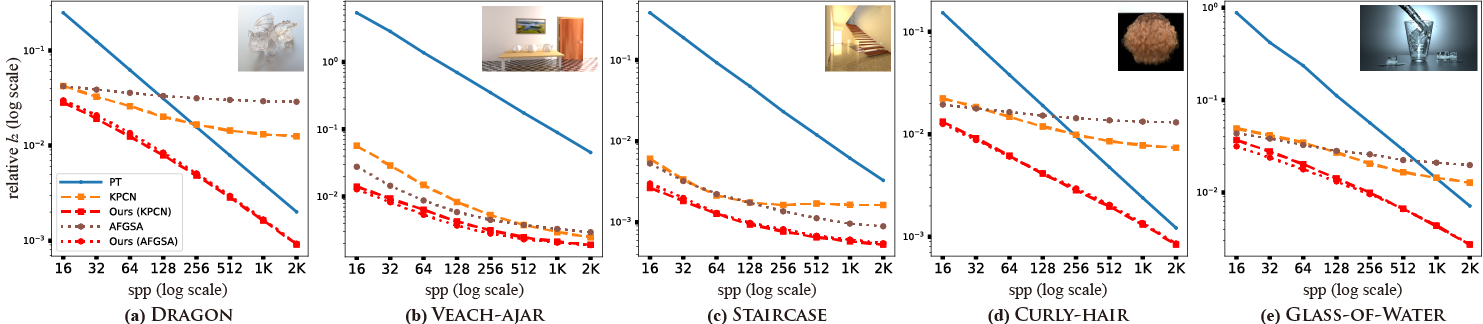 relative l₂ (log scale)
10⁻¹
10⁻²
10⁻³
PT
KPCN
Ours (KPCN)
AFGSA
Ours (AFGSA)
16 32 64 128 256 512 1K 2K
spp (log scale)
(a) DRAGON
10⁰
10⁻¹
10⁻²
16 32 64 128 256 512 1K 2K
spp (log scale)
(b) VEACH-AJAR
10⁻¹
10⁻²
10⁻³
16 32 64 128 256 512 1K 2K
spp (log scale)
(c) STAIRCASE
10⁻¹
10⁻²
10⁻³
16 32 64 128 256 512 1K 2K
spp (log scale)
(d) CURLY-HAIR
10⁰
10⁻¹
10⁻²
16 32 64 128 256 512 1K 2K
spp (log scale)
(e) GLASS-OF-WATER